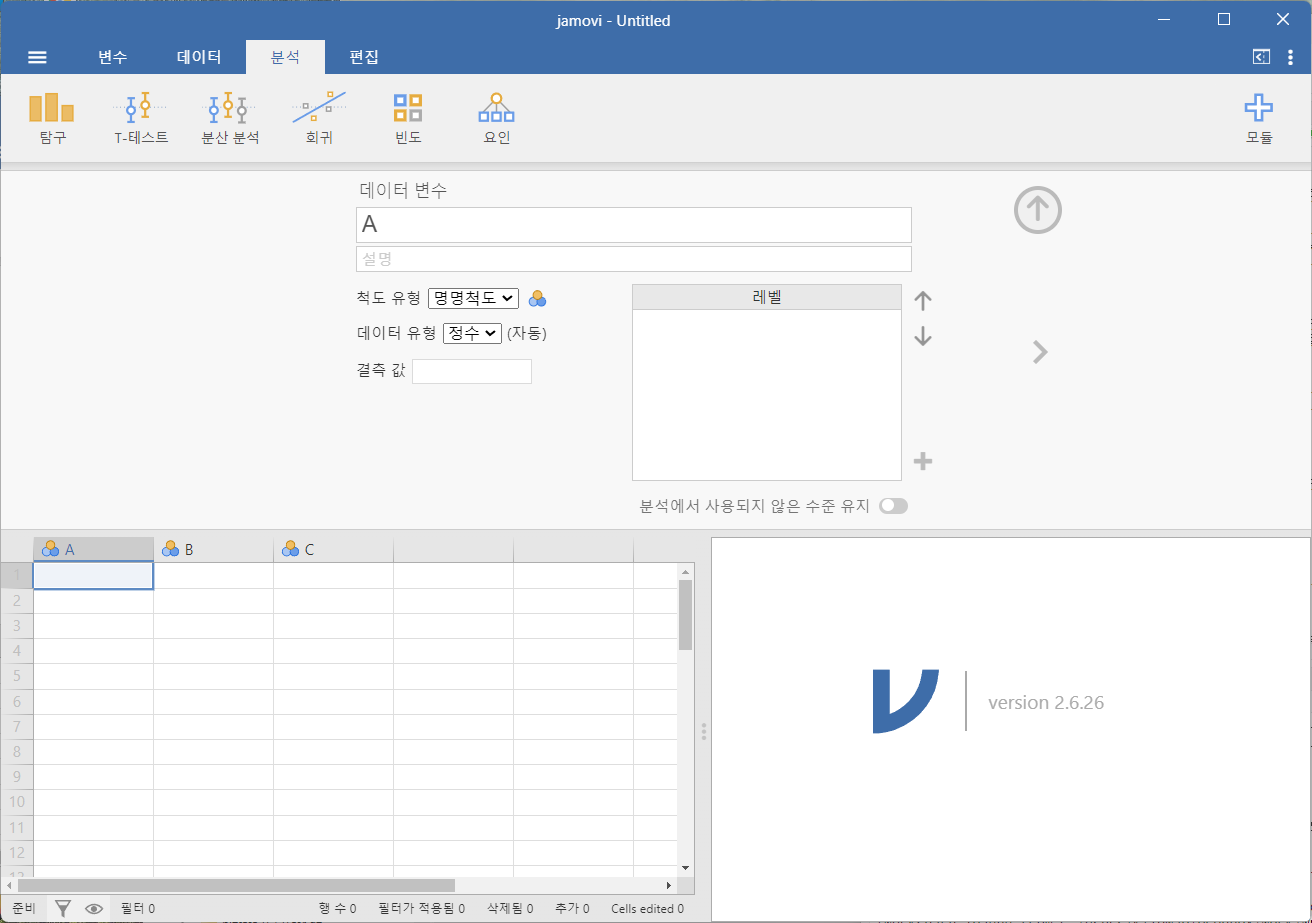 jamovi - Untitled
변수 데이터 분석 편집
탐구 T-테스트 분산 분석 회귀 빈도 요인 모듈
데이터 변수
A
설명
척도 유형 명명척도
데이터 유형 정수 (자동)
결측 값
레벨
분석에서 사용되지 않은 수준 유지
A B C
1
2
3
4
5
6
7
8
9
10
11
12
13
version 2.6.26
준비 필터 0 행 수 0 필터가 적용됨 0 삭제됨 0 추가 0 Cells edited 0